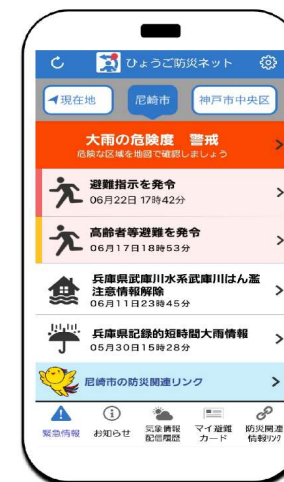 ひょうご防災ネット
現在地
尼崎市
神戸市中央区
大雨の危険度 警戒
危険な区域を地図で確認しましょう
避難指示を発令
06月22日 17時42分
高齢者等避難を発令
06月17日18時53分
兵庫県武庫川水系武庫川はん濫
注意情報解除
06月11日23時45分
兵庫県記録的短時間大雨情報
05月30日15時28分
尼崎市の防災関連リンク
緊急情報
お知らせ
気象情報
配信履歴
マイ避難
カード
防災関連
情報リンク